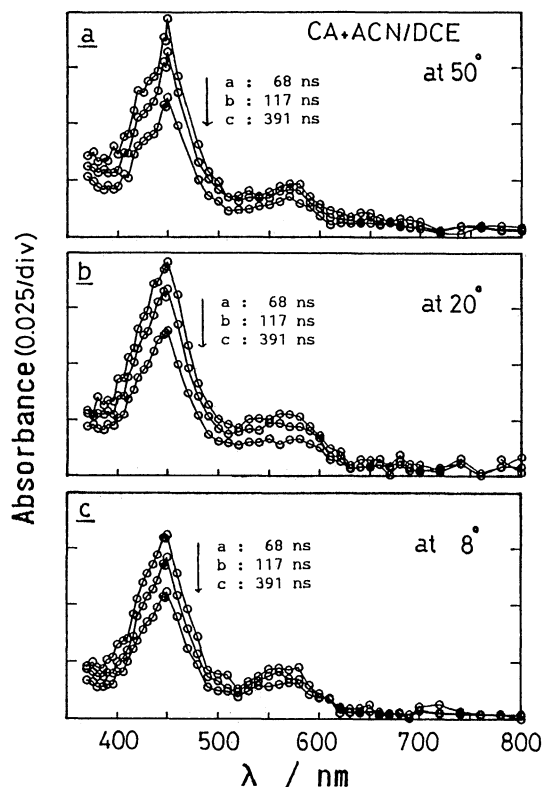 a
CA+ACN/DCE
at 50°
a : 68 ns
b : 117 ns
c : 391 ns
b
at 20°
a : 68 ns
b : 117 ns
c : 391 ns
c
at 8°
a : 68 ns
b : 117 ns
c : 391 ns
Absorbance (0.025/div)
400 500 600 700 800
λ / nm